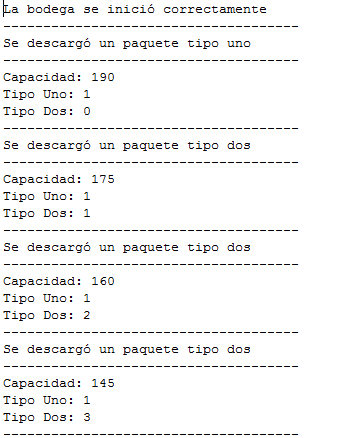 La bodega se inició correctamente
-------------------------------------
Se descargó un paquete tipo uno
-------------------------------------
Capacidad: 190
Tipo Uno: 1
Tipo Dos: 0
-------------------------------------
Se descargó un paquete tipo dos
-------------------------------------
Capacidad: 175
Tipo Uno: 1
Tipo Dos: 1
-------------------------------------
Se descargó un paquete tipo dos
-------------------------------------
Capacidad: 160
Tipo Uno: 1
Tipo Dos: 2
-------------------------------------
Se descargó un paquete tipo dos
-------------------------------------
Capacidad: 145
Tipo Uno: 1
Tipo Dos: 3
-------------------------------------